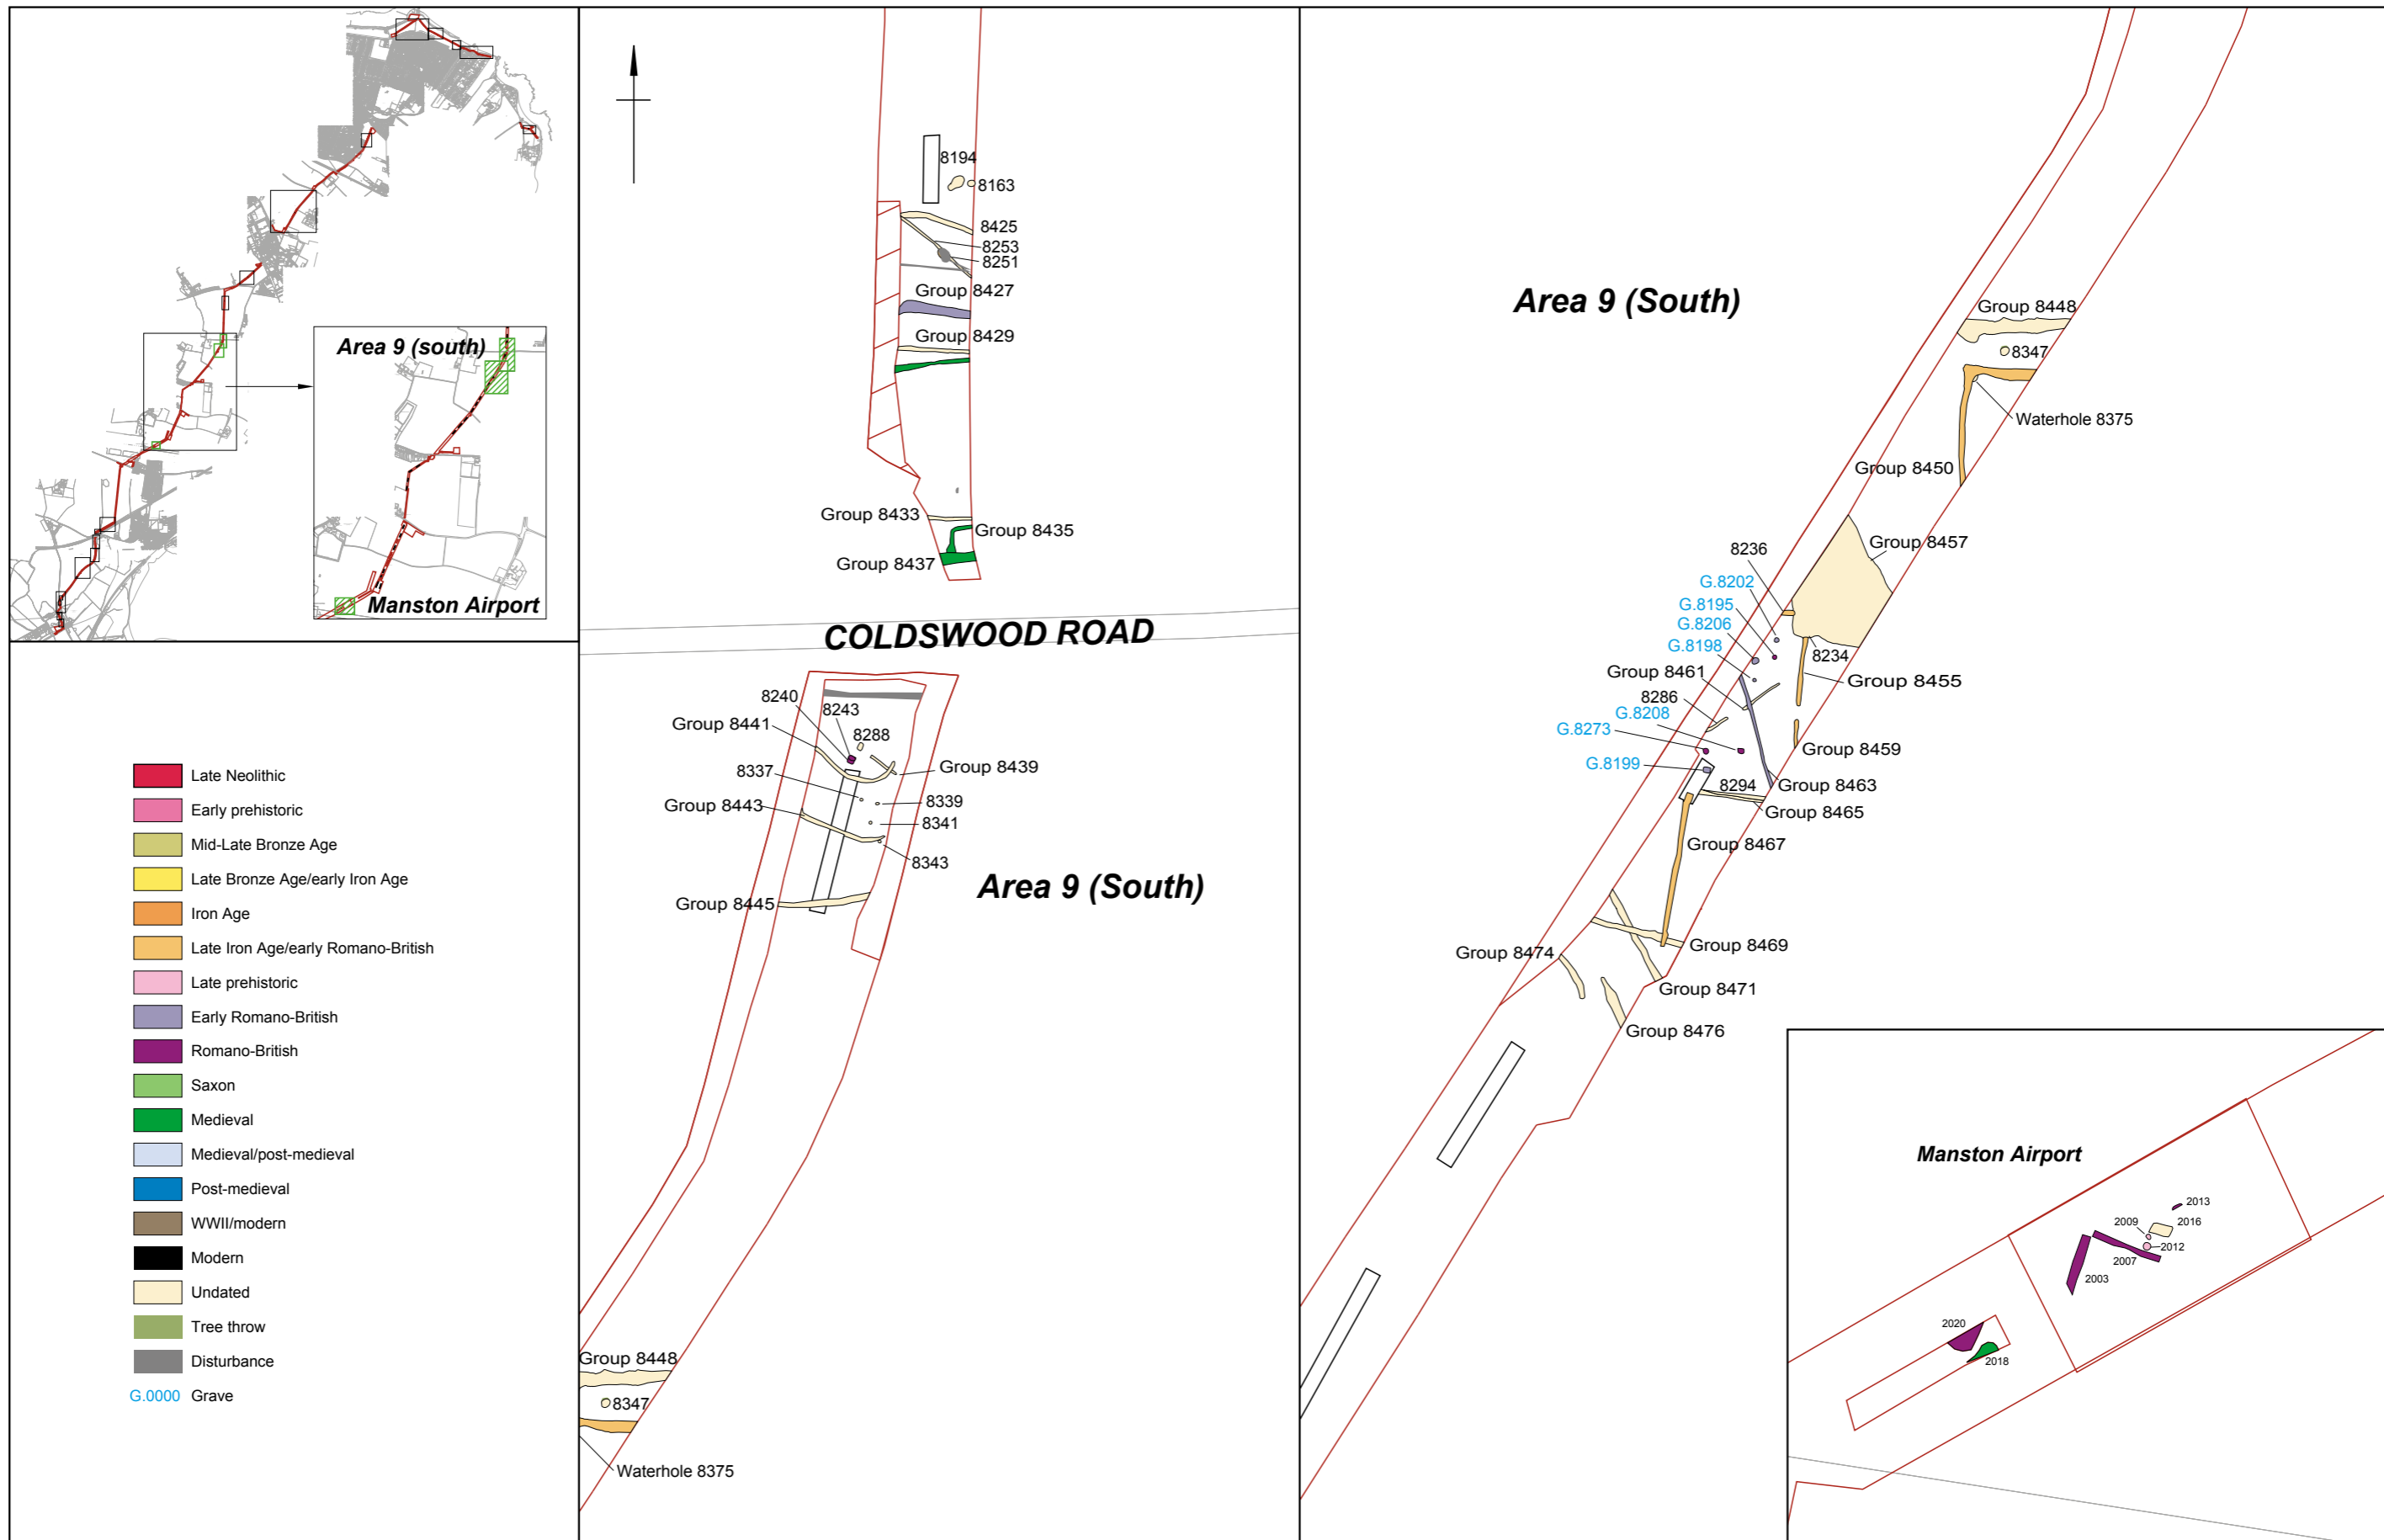 Area 9 (south)
Manston Airport
Late Neolithic
Early prehistoric
Mid-Late Bronze Age
Late Bronze Age/early Iron Age
Iron Age
Late Iron Age/early Romano-British
Late prehistoric
Early Romano-British
Romano-British
Saxon
Medieval
Medieval/post-medieval
Post-medieval
WWII/modern
Modern
Undated
Tree throw
Disturbance
G.0000 Grave
8194
8163
8425
8253
8251
Group 8427
Group 8429
Group 8433
Group 8435
Group 8437
COLDSWOOD ROAD
8240
8243
Group 8441
8288
Group 8439
8337
Group 8443
8339
8341
8343
Area 9 (South)
Group 8445
Group 8448
8347
Waterhole 8375
Area 9 (South)
Group 8448
8347
Waterhole 8375
Group 8450
Group 8457
8236
G.8202
G.8195
G.8206
G.8198
8234
Group 8461
Group 8455
8286
G.8208
G.8273
Group 8459
G.8199
8294
Group 8463
Group 8465
Group 8467
Group 8469
Group 8474
Group 8471
Group 8476
Manston Airport
2013
2009
2016
2012
2007
2003
2020
2018